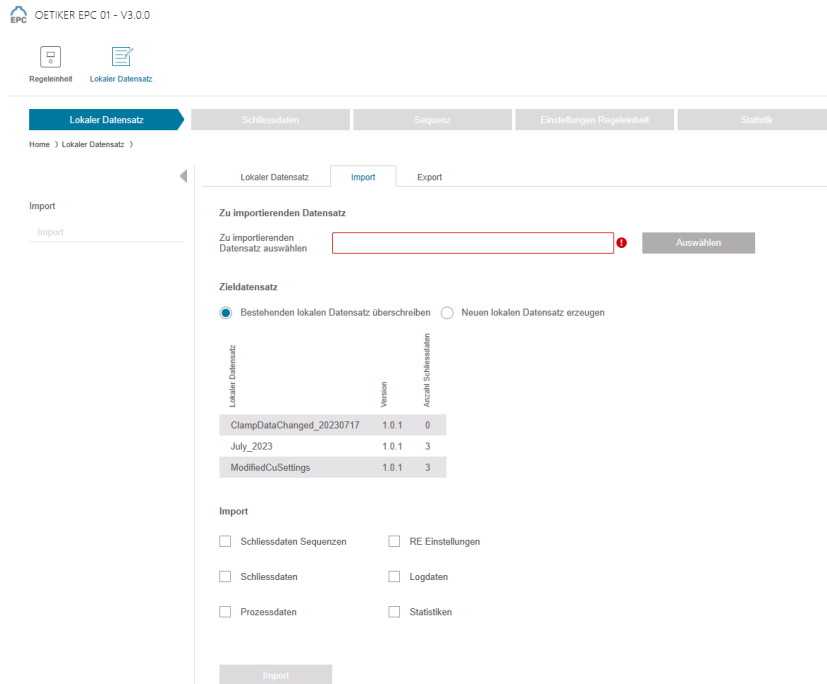 EPC OETIKER EPC 01 - V3.0.0
Regeleinheit Lokaler Datensatz
Lokaler Datensatz Schliessdaten Sequenz Einstellungen Regeleinheit Statistik
Home > Lokaler Datensatz >
Lokaler Datensatz Import Export
Import
Import
Zu importierenden Datensatz
Zu importierenden
Datensatz auswählen
Auswählen
Zieldatensatz
Bestehenden lokalen Datensatz überschreiben Neuen lokalen Datensatz erzeugen
Lokaler Datensatz Version Anzahl Schliessdaten
ClampDataChanged_20230717 1.0.1 0
July_2023 1.0.1 3
ModifiedCuSettings 1.0.1 3
Import
Schliessdaten Sequenzen RE Einstellungen
Schliessdaten Logdaten
Prozessdaten Statistiken
Import